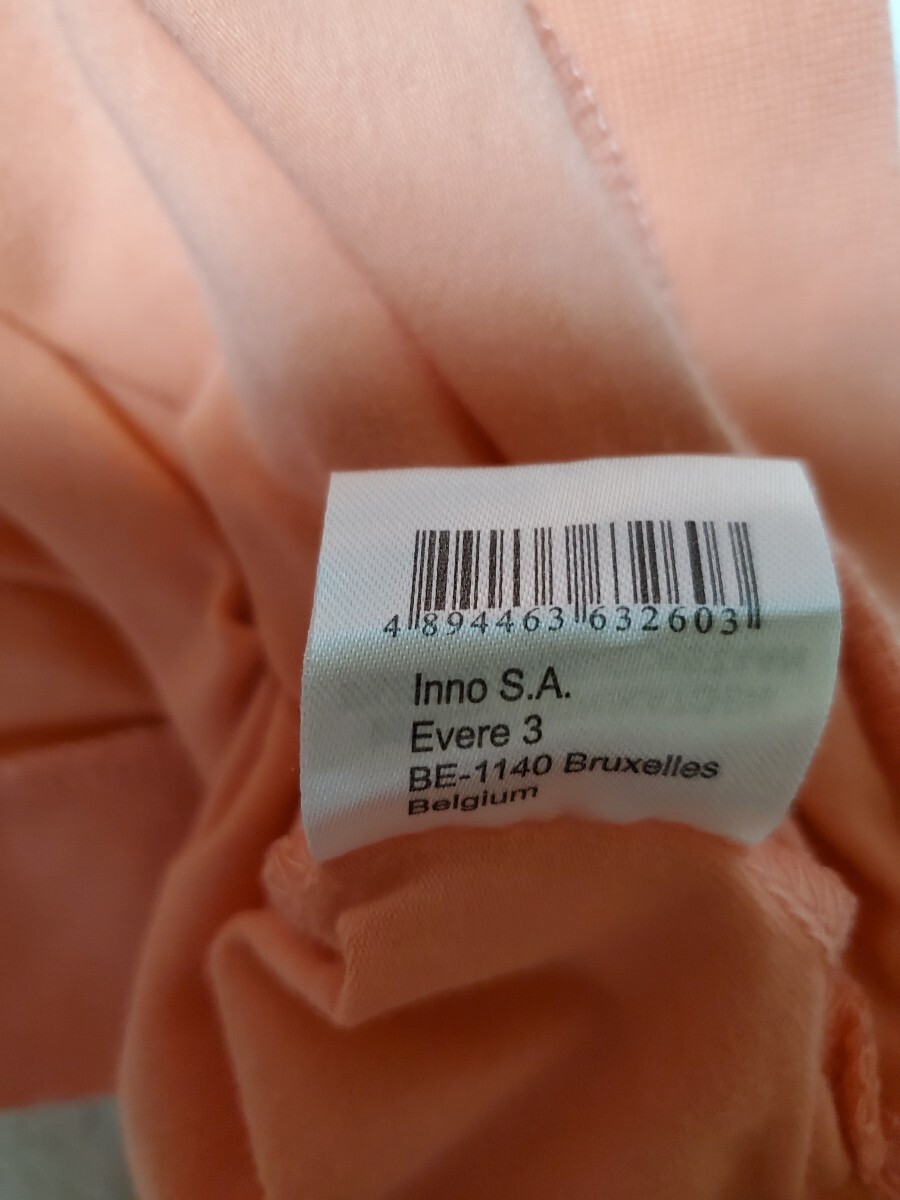 4 894463 632603
Inno S.A.
Evere 3
BE-1140 Bruxelles
Belgium